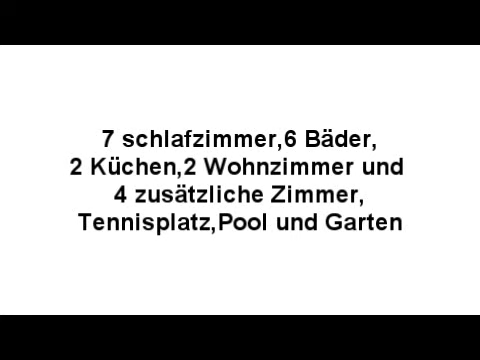 7 schlafzimmer,6 Bäder,
2 Küchen,2 Wohnzimmer und
4 zusätzliche Zimmer,
Tennisplatz,Pool und Garten